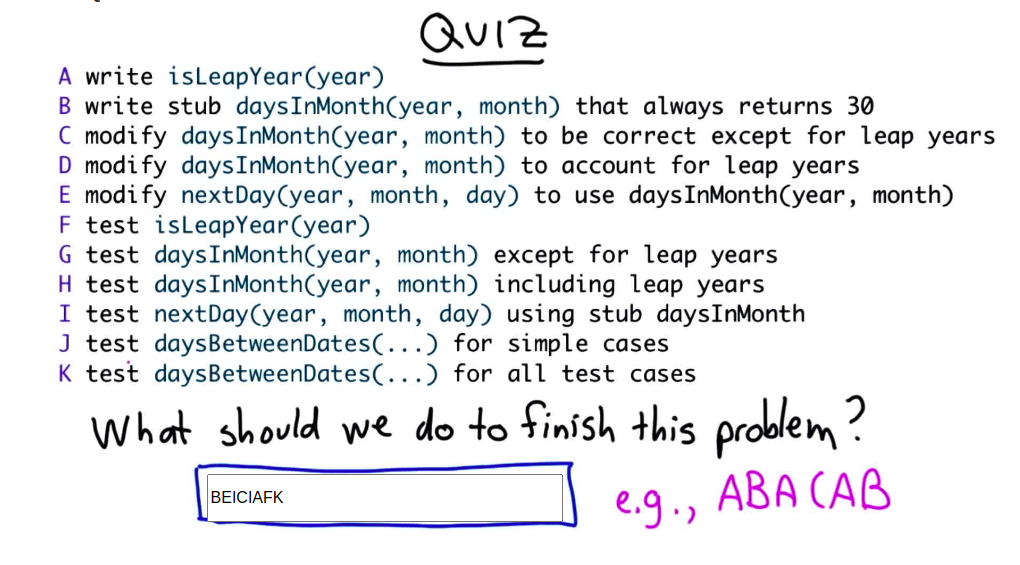 QUIZ
A write isLeapYear(year)
B write stub daysInMonth(year, month) that always returns 30
C modify daysInMonth(year, month) to be correct except for leap years
D modify daysInMonth(year, month) to account for leap years
E modify nextDay(year, month, day) to use daysInMonth(year, month)
F test isLeapYear(year)
G test daysInMonth(year, month) except for leap years
H test daysInMonth(year, month) including leap years
I test nextDay(year, month, day) using stub daysInMonth
J test daysBetweenDates(...) for simple cases
K test daysBetweenDates(...) for all test cases
What should we do to finish this problem?
BEICIAFK e.g., ABACAB